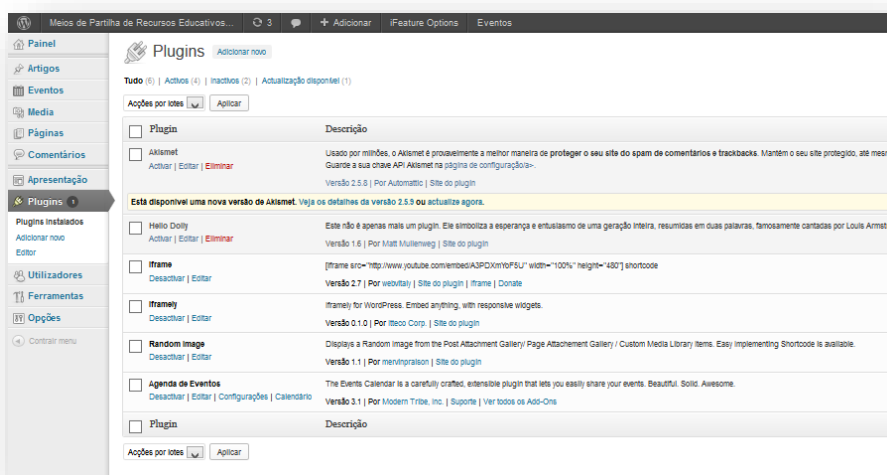 Meios de Partilha de Recursos Educativos... 3 + Adicionar iFeature Options Eventos
Painel
Artigos
Eventos
Media
Páginas
Comentários
Apresentação
Plugins 1
Plugins Instalados
Adicionar novo
Editor
Utilizadores
Ferramentas
Opções
Contrair menu
Plugins Adicionar novo
Tudo (6) | Activos (4) | Inactivos (2) | Actualização disponível (1)
Acções por lotes Aplicar
Plugin Descrição
Akismet Usado por milhões, o Akismet é provavelmente a melhor maneira de proteger o seu site do spam de comentários e trackbacks. Mantém o seu site protegido, até mesm
Activar | Editar | Eliminar Guarde a sua chave API Akismet na página de configuração/a>.
Versão 2.5.8 | Por Automattic | Site do plugin
Está disponível uma nova versão de Akismet. Veja os detalhes da versão 2.5.9 ou actualize agora.
Hello Dolly Este não é apenas mais um plugin. Ele simboliza a esperança e entusiasmo de uma geração inteira, resumidas em duas palavras, famosamente cantadas por Louis Armst
Activar | Editar | Eliminar Versão 1.6 | Por Matt Mullenweg | Site do plugin
iframe [iframe src="http://www.youtube.com/embed/A3PDXmYoF5U" width="100%" height="480"] shortcode
Desactivar | Editar Versão 2.7 | Por webvitaly | Site do plugin | iframe | Donate
Iframely Iframely for WordPress. Embed anything, with responsive widgets.
Desactivar | Editar Versão 0.1.0 | Por Itteco Corp. | Site do plugin
Random Image Displays a Random Image from the Post Attachment Gallery/ Page Attachement Gallery / Custom Media Library Items. Easy Implementing Shortcode is available.
Desactivar | Editar Versão 1.1 | Por mervinpraison | Site do plugin
Agenda de Eventos The Events Calendar is a carefully crafted, extensible plugin that lets you easily share your events. Beautiful. Solid. Awesome.
Desactivar | Editar | Configurações | Calendário Versão 3.1 | Por Modern Tribe, Inc. | Suporte | Ver todos os Add-Ons
Plugin Descrição
Acções por lotes Aplicar